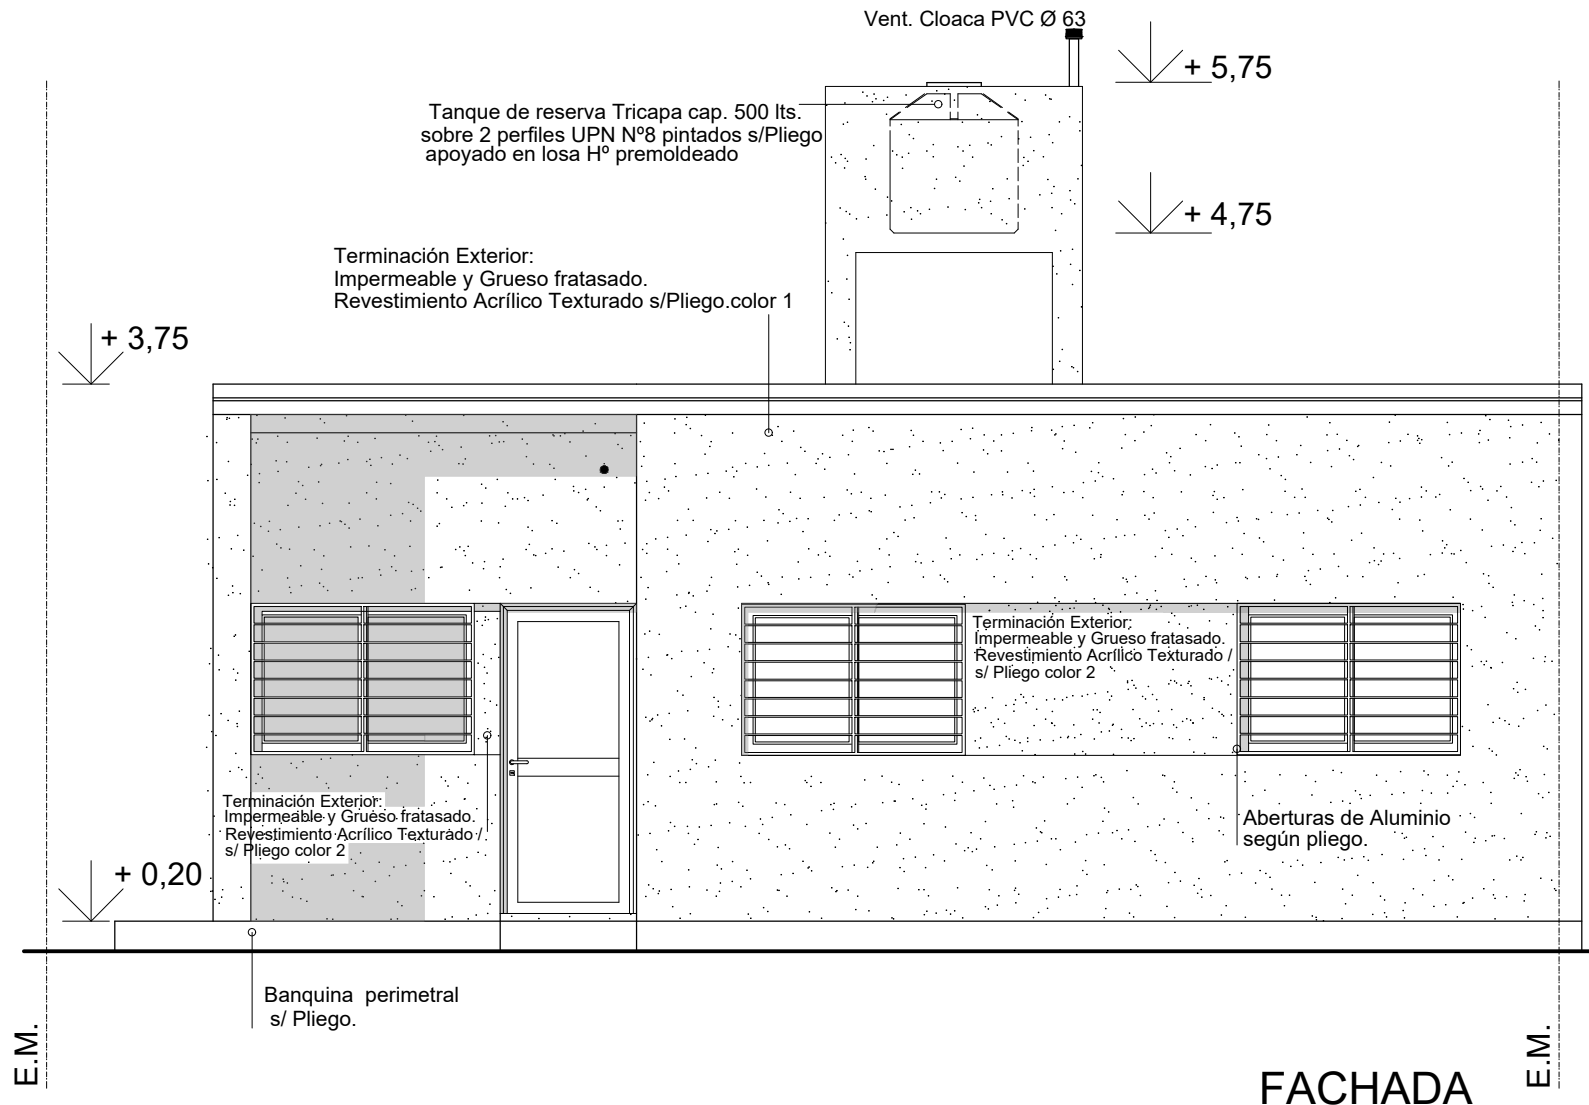 Vent. Cloaca PVC Ø 63
+ 5,75
Tanque de reserva Tricapa cap. 500 lts.
sobre 2 perfiles UPN Nº8 pintados s/Pliego
apoyado en losa Hº premoldeado
+ 4,75
Terminación Exterior:
Impermeable y Grueso fratasado.
Revestimiento Acrílico Texturado s/Pliego.color 1
+ 3,75
Terminación Exterior:
Impermeable y Grueso fratasado.
Revestimiento Acrílico Texturado /
s/ Pliego color 2
Terminación Exterior:
Impermeable y Grueso fratasado.
Revestimiento Acrílico Texturado /
s/ Pliego color 2
Aberturas de Aluminio
según pliego.
+ 0,20
Banquina perimetral
s/ Pliego.
E.M.
E.M.
FACHADA